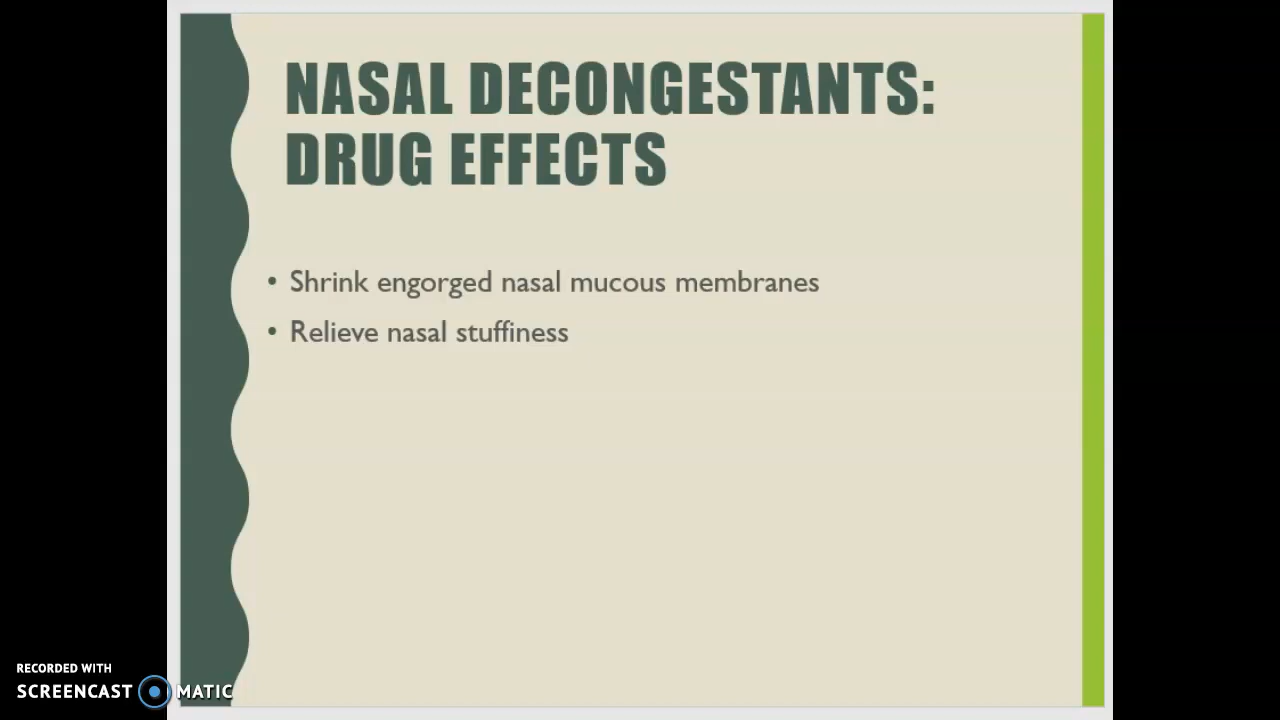 NASAL DECONGESTANTS:
DRUG EFFECTS
• Shrink engorged nasal mucous membranes
• Relieve nasal stuffiness
RECORDED WITH
SCREENCAST MATIC